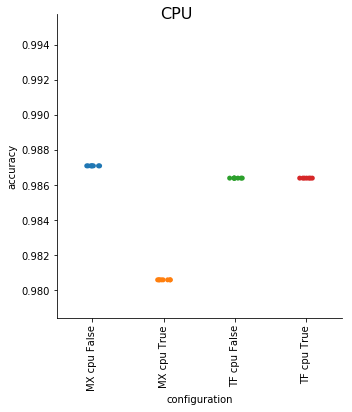 CPU
accuracy
0.994
0.992
0.990
0.988
0.986
0.984
0.982
0.980
MX cpu False
MX cpu True
TF cpu False
TF cpu True
configuration